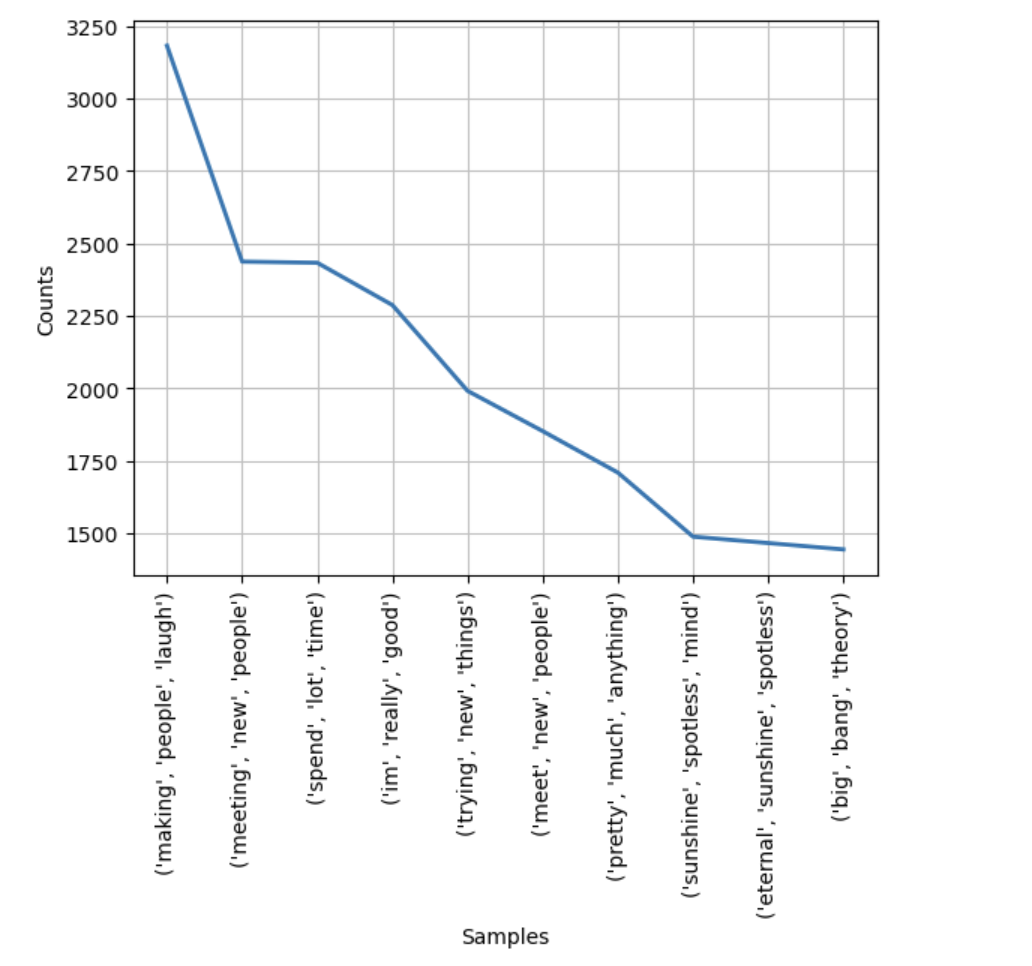 3250
3000
2750
2500
2250
2000
1750
1500
Counts
('making', 'people', 'laugh')
('meeting', 'new', 'people')
('spend', 'lot', 'time')
('im', 'really', 'good')
('trying', 'new', 'things')
('meet', 'new', 'people')
('pretty', 'much', 'anything')
('sunshine', 'spotless', 'mind')
('eternal', 'sunshine', 'spotless')
('big', 'bang', 'theory')
Samples